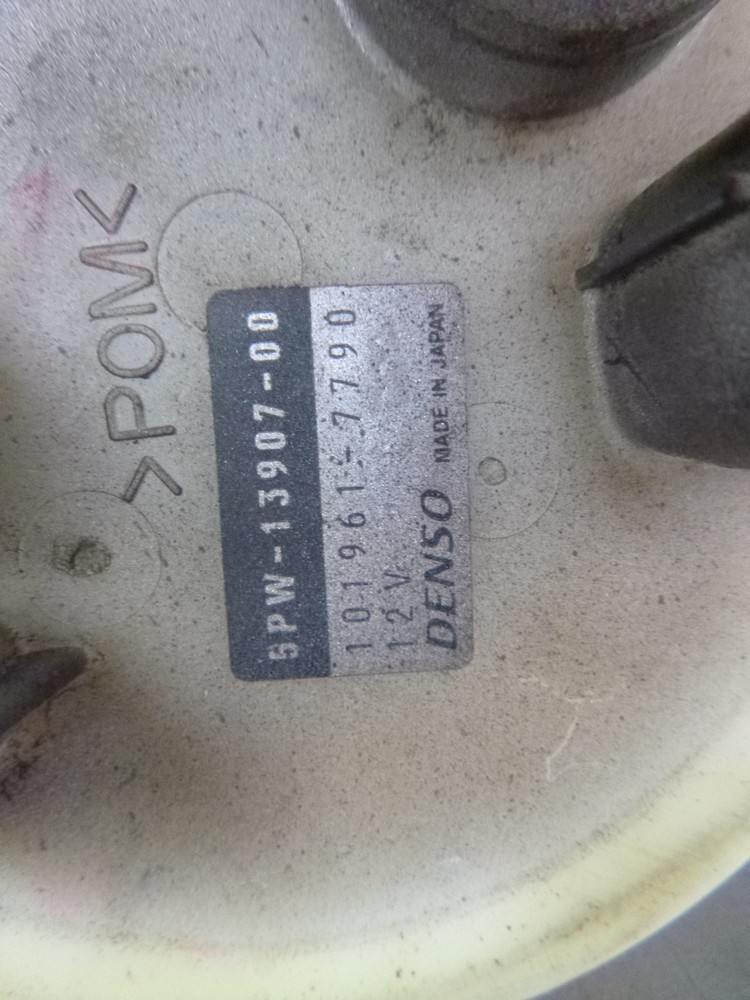 >POM<
5PW-13907-00
101961-7790
12V
DENSO MADE IN JAPAN